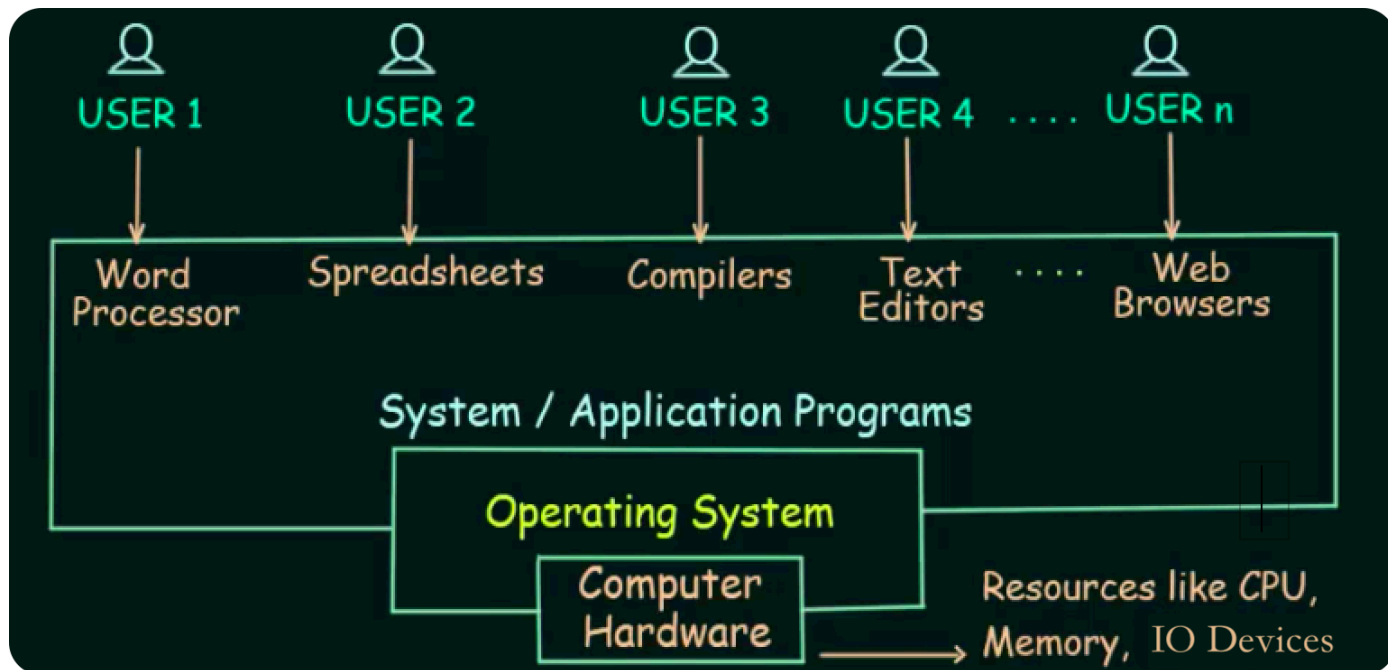 USER 1 USER 2 USER 3 USER 4 .... USER n
Word Processor
Spreadsheets
Compilers
Text Editors
....
Web Browsers
System / Application Programs
Operating System
Computer
Hardware
Resources like CPU,
Memory, IO Devices